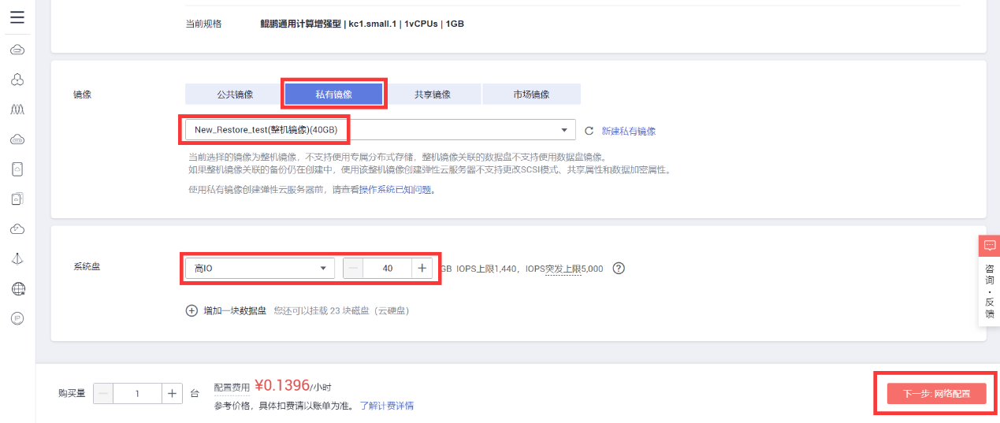 当前规格 鲲鹏通用计算增强型 | kc1.small.1 | 1vCPUs | 1GB
镜像 公共镜像 私有镜像 共享镜像 市场镜像
New_Restore_test(整机镜像)(40GB) 新建私有镜像
当前选择的镜像为整机镜像，不支持使用专属分布式存储，整机镜像关联的数据盘不支持使用数据盘镜像。
如果整机镜像关联的备份仍在创建中，使用该整机镜像创建弹性云服务器不支持更改SCSI模式、共享属性和数据加密属性。
使用私有镜像创建弹性云服务器前，请查看操作系统已知问题。
系统盘 高IO 40 GB IOPS上限1,440，IOPS突发上限5,000
增加一块数据盘 您还可以挂载 23 块磁盘（云硬盘）
咨询·反馈
购买量 1 台 配置费用 ¥0.1396/小时
参考价格，具体扣费请以账单为准。 了解计费详情
下一步: 网络配置